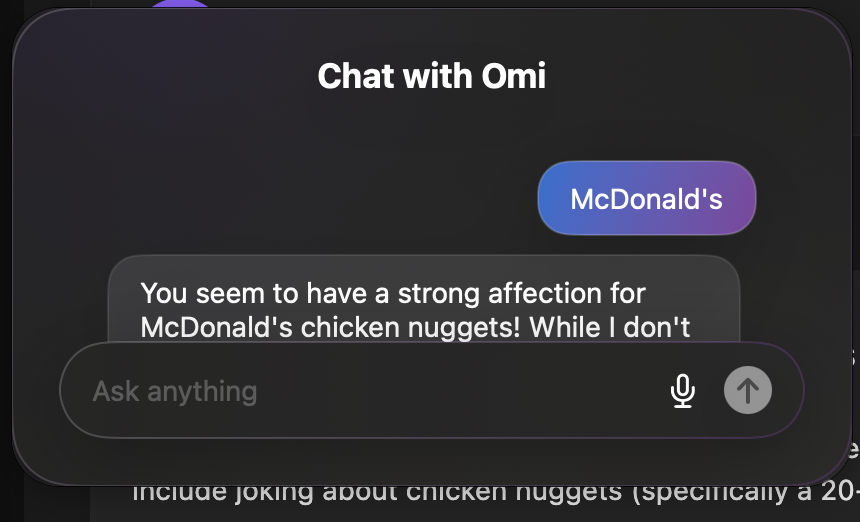 Chat with Omi
McDonald's
You seem to have a strong affection for
McDonald's chicken nuggets! While I don't
Ask anything
include joking about chicken nuggets (specifically a 20-